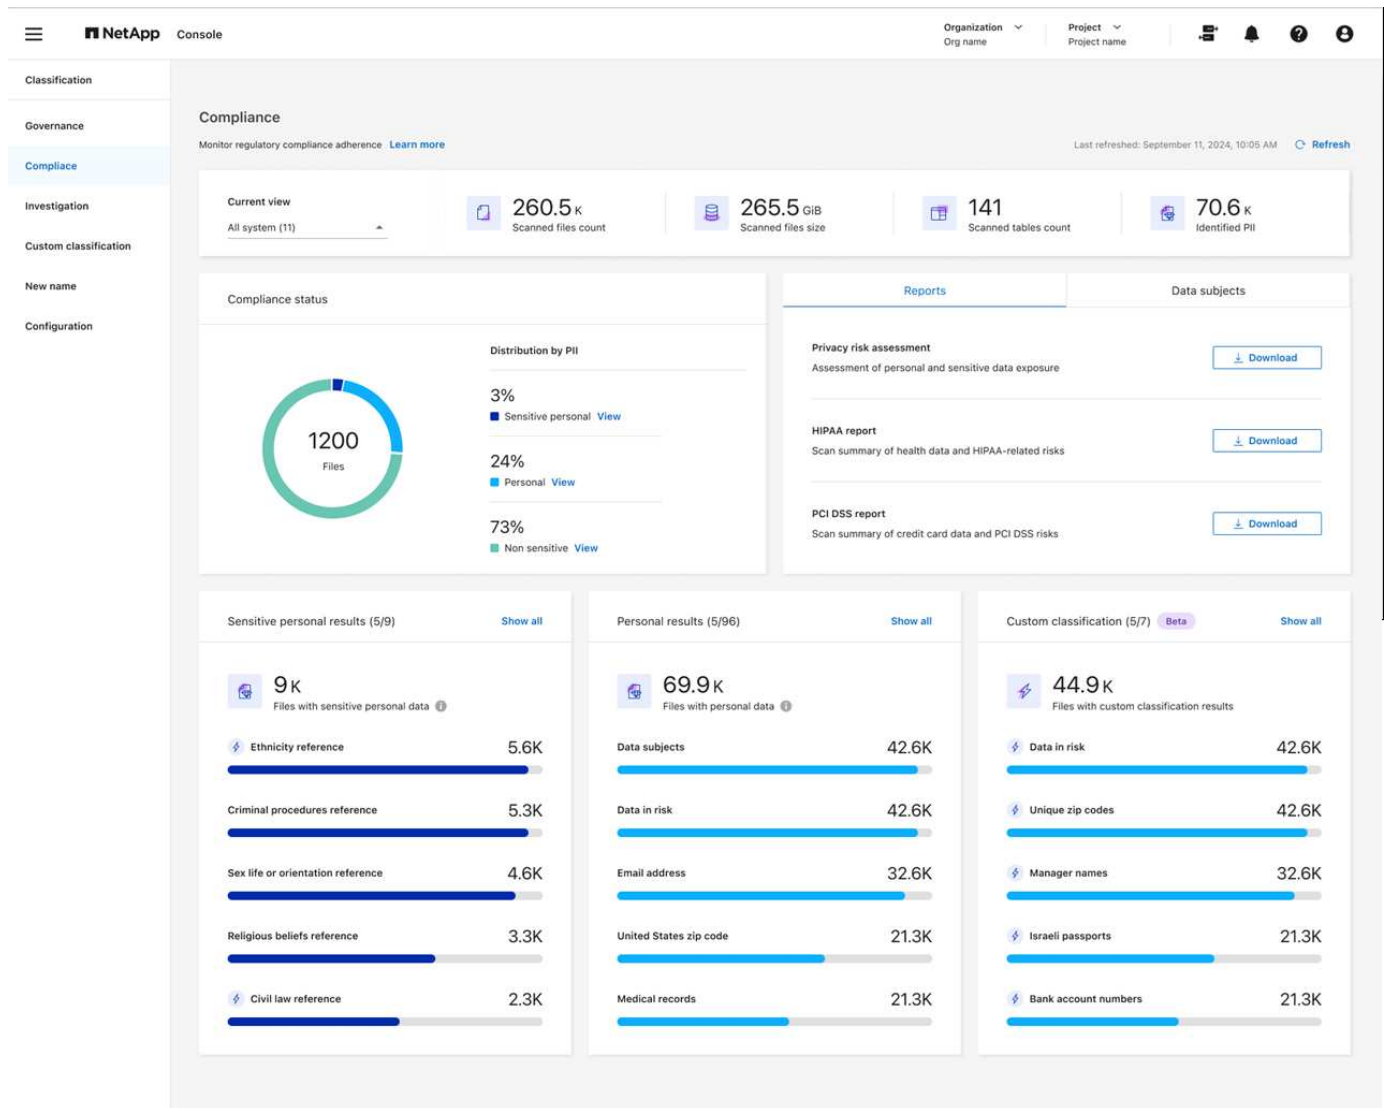 NetApp Console
Organization
Org name
Project
Project name
Classification
Governance
Compliace
Investigation
Custom classification
New name
Configuration
Compliance
Monitor regulatory compliance adherence Learn more
Last refreshed: September 11, 2024, 10:05 AM Refresh
Current view
All system (11)
260.5 K
Scanned files count
265.5 GiB
Scanned files size
141
Scanned tables count
70.6 K
Identified PII
Compliance status
1200
Files
Distribution by PII
3%
Sensitive personal View
24%
Personal View
73%
Non sensitive View
Reports Data subjects
Privacy risk assessment
Assessment of personal and sensitive data exposure
Download
HIPAA report
Scan summary of health data and HIPAA-related risks
Download
PCI DSS report
Scan summary of credit card data and PCI DSS risks
Download
Sensitive personal results (5/9) Show all
9 K
Files with sensitive personal data
Ethnicity reference 5.6K
Criminal procedures reference 5.3K
Sex life or orientation reference 4.6K
Religious beliefs reference 3.3K
Civil law reference 2.3K
Personal results (5/96) Show all
69.9 K
Files with personal data
Data subjects 42.6K
Data in risk 42.6K
Email address 32.6K
United States zip code 21.3K
Medical records 21.3K
Custom classification (5/7) Beta Show all
44.9 K
Files with custom classification results
Data in risk 42.6K
Unique zip codes 42.6K
Manager names 32.6K
Israeli passports 21.3K
Bank account numbers 21.3K